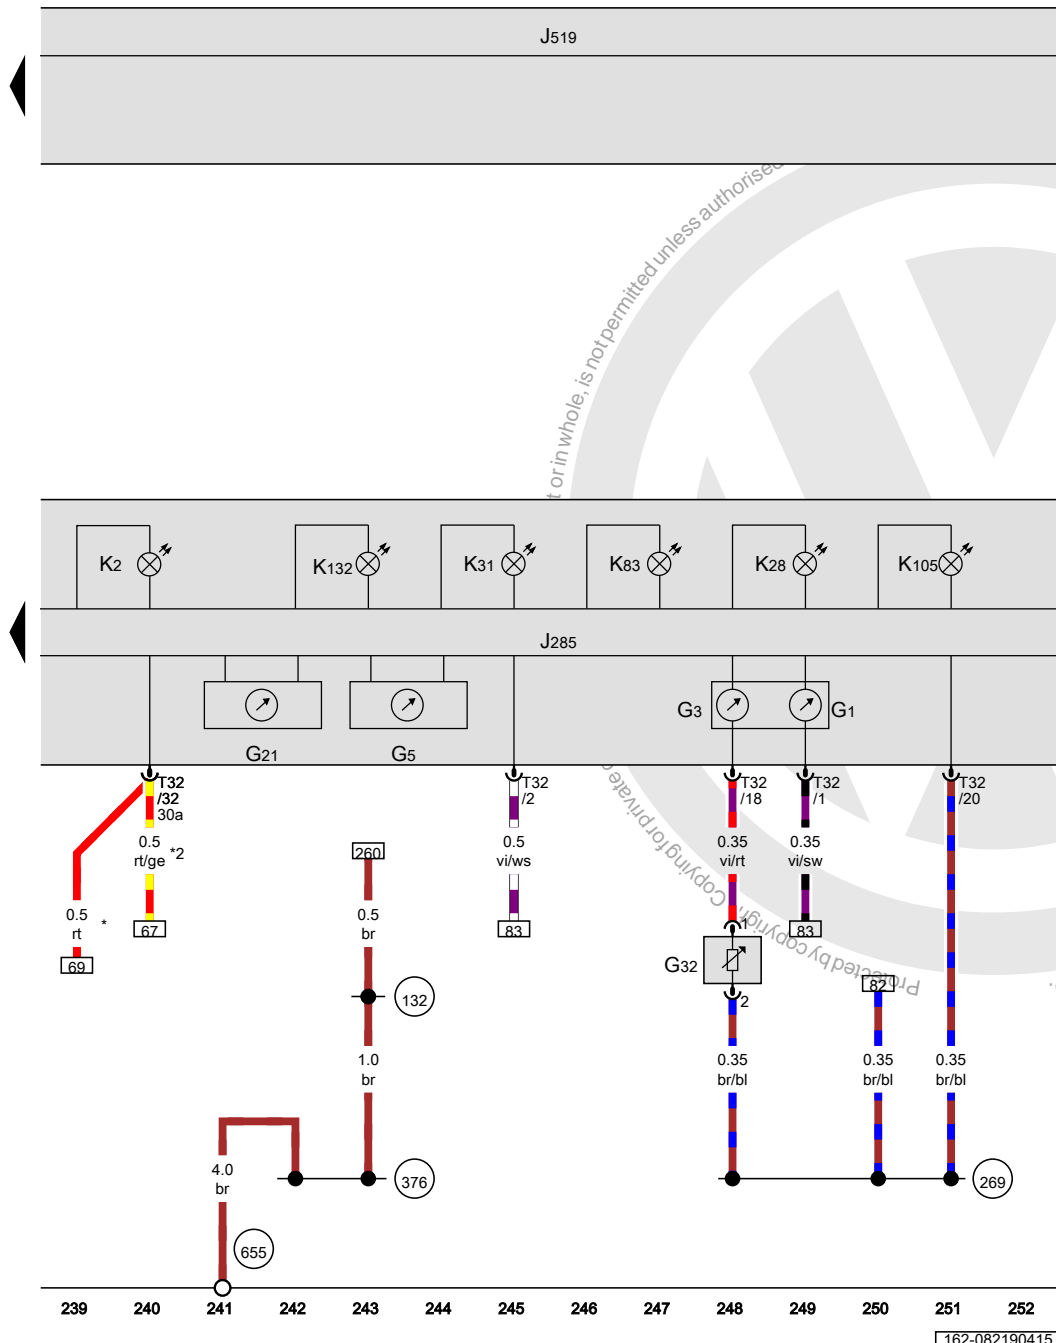 J519
t or in whole, is not permitted unless authorised
K2
K132
K31
K83
K28
K105
J285
G21
G5
G3
G1
T32
/32
30a
T32
/2
T32
/18
T32
/1
T32
/20
0.5
rt/ge *2
260
0.5
vi/ws
0.35
vi/rt
0.35
vi/sw
for private
Copying
Protected by copyright.
0.5
rt
*
67
0.5
br
83
1
83
69
G32
2
132
82
1.0
br
0.35
br/bl
0.35
br/bl
0.35
br/bl
4.0
br
376
269
655
239 240 241 242 243 244 245 246 247 248 249 250 251 252
162-082190415